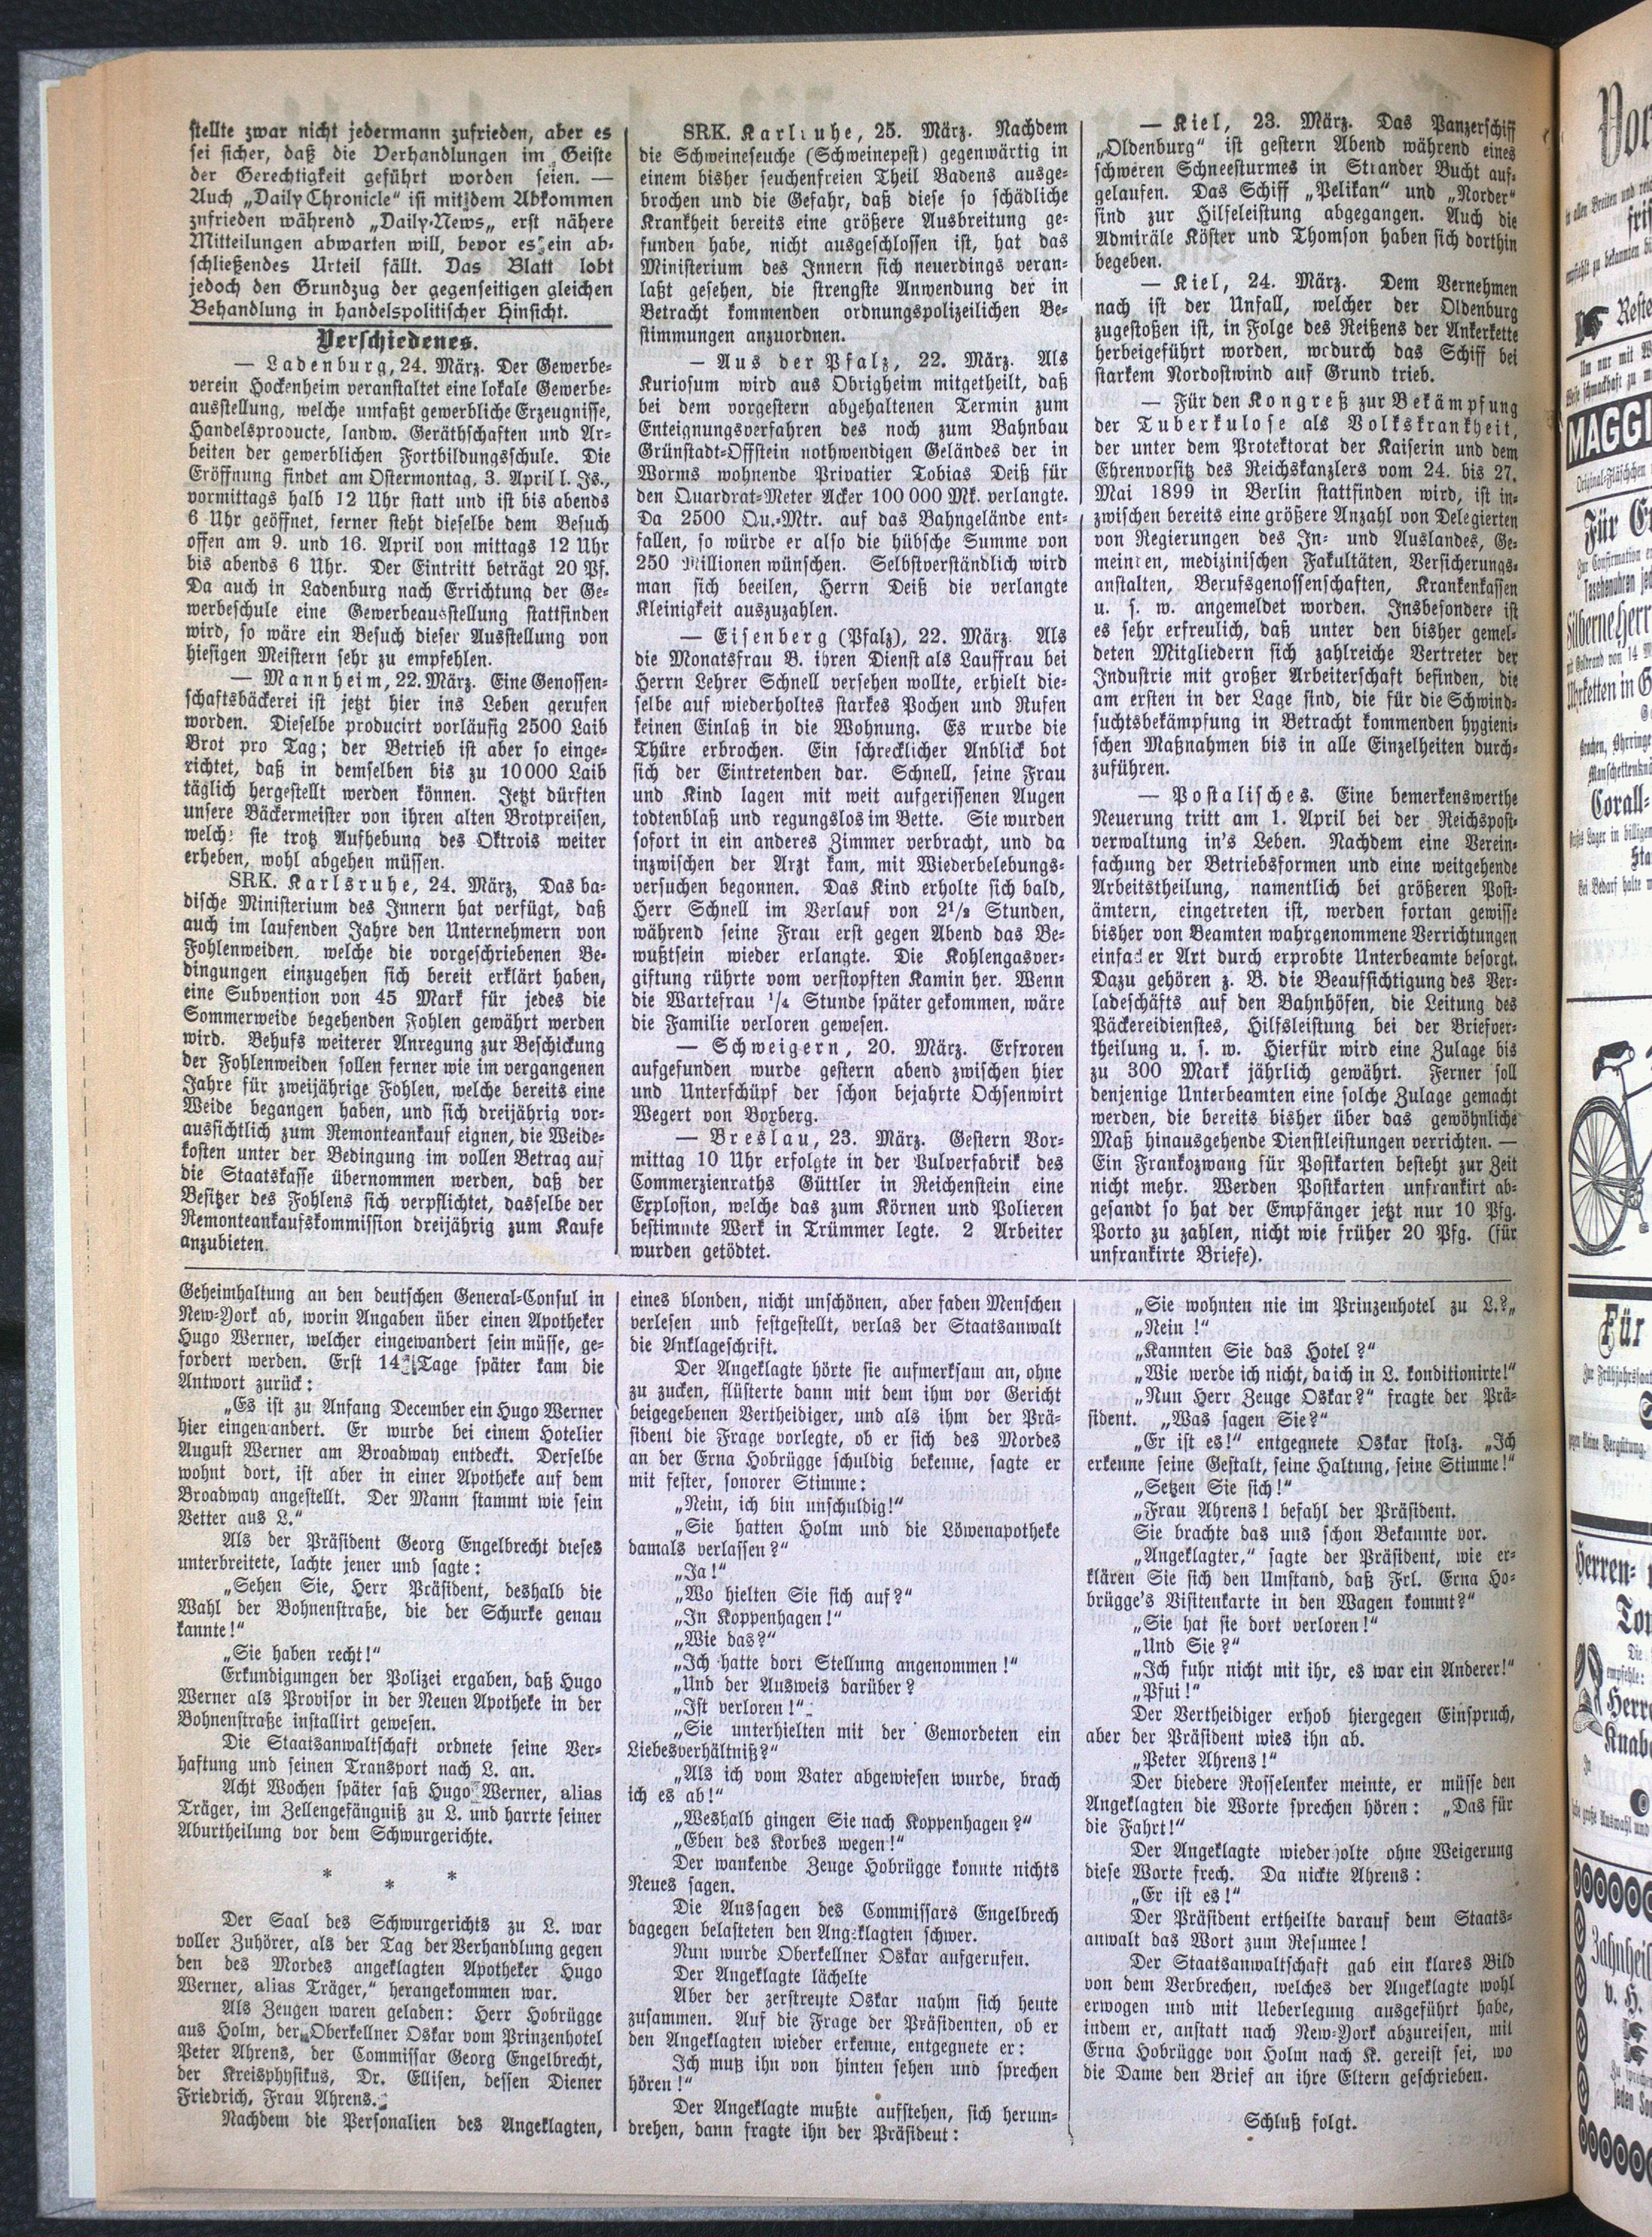 stellte zwar nicht jedermann zufrieden, aber es
sei sicher, daß die Verhandlungen im Geiste
der Gerechtigkeit geführt worden seien. —
Auch „Daily Chronicle“ ist mit dem Abkommen
zufrieden während „Daily-News„ erst nähere
Mitteilungen abwarten will, bevor es ein ab-
schließendes Urteil fällt. Das Blatt lobt
jedoch den Grundzug der gegenseitigen gleichen
Behandlung in handelspolitischer Hinsicht.
Verschiedenes.
— Ladenburg, 24. März. Der Gewerbe-
verein Hockenheim veranstaltet eine lokale Gewerbe-
ausstellung, welche umfaßt gewerbliche Erzeugnisse,
Handelsproducte, landw. Geräthschaften und Ar-
beiten der gewerblichen Fortbildungsschule. Die
Eröffnung findet am Ostermontag, 3. April l. Js.,
vormittags halb 12 Uhr statt und ist bis abends
6 Uhr geöffnet, ferner steht dieselbe dem Besuch
offen am 9. und 16. April von mittags 12 Uhr
bis abends 6 Uhr. Der Eintritt beträgt 20 Pf.
Da auch in Ladenburg nach Errichtung der Ge-
werbeschule eine Gewerbeausstellung stattfinden
wird, so wäre ein Besuch dieser Ausstellung von
hiesigen Meistern sehr zu empfehlen.
— Mannheim, 22. März. Eine Genossen-
schaftsbäckerei ist jetzt hier ins Leben gerufen
worden. Dieselbe producirt vorläufig 2500 Laib
Brot pro Tag; der Betrieb ist aber so einge-
richtet, daß in demselben bis zu 10000 Laib
täglich hergestellt werden können. Jetzt dürften
unsere Bäckermeister von ihren alten Brotpreisen,
welche sie trotz Aufhebung des Oktrois weiter
erheben, wohl abgehen müssen.
SRK. Karlsruhe, 24. März, Das ba-
dische Ministerium des Innern hat verfügt, daß
auch im laufenden Jahre den Unternehmern von
Fohlenweiden, welche die vorgeschriebenen Be-
dingungen einzugehen sich bereit erklärt haben,
eine Subvention von 45 Mark für jedes die
Sommerweide begehenden Fohlen gewährt werden
wird. Behufs weiterer Anregung zur Beschickung
der Fohlenweiden sollen ferner wie im vergangenen
Jahre für zweijährige Fohlen, welche bereits eine
Weide begangen haben, und sich dreijährig vor-
aussichtlich zum Remonteankauf eignen, die Weide-
kosten unter der Bedingung im vollen Betrag auf
die Staatskasse übernommen werden, daß der
Besitzer des Fohlens sich verpflichtet, dasselbe der
Remonteankaufskommission dreijährig zum Kaufe
anzubieten.
SRK. Karlsruhe, 25. März. Nachdem
die Schweineseuche (Schweinepest) gegenwärtig in
einem bisher seuchenfreien Theil Badens ausge-
brochen und die Gefahr, daß diese so schädliche
Krankheit bereits eine größere Ausbreitung ge-
funden habe, nicht ausgeschlossen ist, hat das
Ministerium des Innern sich neuerdings veran-
laßt gesehen, die strengste Anwendung der in
Betracht kommenden ordnungspolizeilichen Be-
stimmungen anzuordnen.
— Aus der Pfalz, 22. März. Als
Kuriosum wird aus Obrigheim mitgetheilt, daß
bei dem vorgestern abgehaltenen Termin zum
Enteignungsverfahren des noch zum Bahnbau
Grünstadt-Offstein nothwendigen Geländes der in
Worms wohnende Privatier Tobias Deiß für
den Quardrat-Meter Acker 100 000 Mk. verlangte.
Da 2500 Qu.-Mtr. auf das Bahngelände ent-
fallen, so würde er also die hübsche Summe von
250 Millionen wünschen. Selbstverständlich wird
man sich beeilen, Herrn Deiß die verlangte
Kleinigkeit auszuzahlen.
— Eisenberg (Pfalz), 22. März. Als
die Monatsfrau B. ihren Dienst als Lauffrau bei
Herrn Lehrer Schnell versehen wollte, erhielt die-
selbe auf wiederholtes starkes Pochen und Rufen
keinen Einlaß in die Wohnung. Es wurde die
Thüre erbrochen. Ein schrecklicher Anblick bot
sich der Eintretenden dar. Schnell, seine Frau
und Kind lagen mit weit aufgerissenen Augen
todtenblaß und regungslos im Bette. Sie wurden
sofort in ein anderes Zimmer verbracht, und da
inzwischen der Arzt kam, mit Wiederbelebungs-
versuchen begonnen. Das Kind erholte sich bald,
Herr Schnell im Verlauf von 2½ Stunden,
während seine Frau erst gegen Abend das Be-
wußtsein wieder erlangte. Die Kohlengasver-
giftung rührte vom verstopften Kamin her. Wenn
die Wartefrau ¼ Stunde später gekommen, wäre
die Familie verloren gewesen.
— Schweigern, 20. März. Erfroren
aufgefunden wurde gestern abend zwischen hier
und Unterschüpf der schon bejahrte Ochsenwirt
Wegert von Boxberg.
— Breslau, 23. März. Gestern Vor-
mittag 10 Uhr erfolgte in der Pulverfabrik des
Commerzienraths Güttler in Reichenstein eine
Explosion, welche das zum Körnen und Polieren
bestimmte Werk in Trümmer legte. 2 Arbeiter
wurden getödtet.
— Kiel, 23. März. Das Panzerschiff
„Oldenburg“ ist gestern Abend während eines
schweren Schneesturmes in Strander Bucht auf-
gelaufen. Das Schiff „Pelikan“ und „Norder“
sind zur Hilfeleistung abgegangen. Auch die
Admiräle Köster und Thomson haben sich dorthin
begeben.
— Kiel, 24. März. Dem Vernehmen
nach ist der Unfall, welcher der Oldenburg
zugestoßen ist, in Folge des Reißens der Ankerkette
herbeigeführt worden, wodurch das Schiff bei
starkem Nordostwind auf Grund trieb.
— Für den Kongreß zur Bekämpfung
der Tuberkulose als Volkskrankheit,
der unter dem Protektorat der Kaiserin und dem
Ehrenvorsitz des Reichskanzlers vom 24. bis 27.
Mai 1899 in Berlin stattfinden wird, ist in-
zwischen bereits eine größere Anzahl von Delegierten
von Regierungen des In- und Auslandes, Ge-
meinten, medizinischen Fakultäten, Versicherungs-
anstalten, Berufsgenossenschaften, Krankenkassen
u. s. w. angemeldet worden. Insbesondere ist
es sehr erfreulich, daß unter den bisher gemel-
deten Mitgliedern sich zahlreiche Vertreter der
Industrie mit großer Arbeiterschaft befinden, die
am ersten in der Lage sind, die für die Schwind-
suchtsbekämpfung in Betracht kommenden hygieni-
schen Maßnahmen bis in alle Einzelheiten durch-
zuführen.
— Postalisches. Eine bemerkenswerthe
Neuerung tritt am 1. April bei der Reichspost-
verwaltung in's Leben. Nachdem eine Verein-
fachung der Betriebsformen und eine weitgehende
Arbeitstheilung, namentlich bei größeren Post-
ämtern, eingetreten ist, werden fortan gewisse
bisher von Beamten wahrgenommene Verrichtungen
einfacher Art durch erprobte Unterbeamte besorgt.
Dazu gehören z. B. die Beaufsichtigung des Ver-
ladeschäfts auf den Bahnhöfen, die Leitung des
Päckereidienstes, Hilfsleistung bei der Briefver-
theilung u. s. w. Hierfür wird eine Zulage bis
zu 300 Mark jährlich gewährt. Ferner soll
denjenige Unterbeamten eine solche Zulage gemacht
werden, die bereits bisher über das gewöhnliche
Maß hinausgehende Dienstleistungen verrichten. —
Ein Frankozwang für Postkarten besteht zur Zeit
nicht mehr. Werden Postkarten unfrankirt ab-
gesandt so hat der Empfänger jetzt nur 10 Pfg.
Porto zu zahlen, nicht wie früher 20 Pfg. (für
unfrankirte Briefe).
Geheimhaltung an den deutschen General-Consul in
New-York ab, worin Angaben über einen Apotheker
Hugo Werner, welcher eingewandert sein müsse, ge-
fordert werden. Erst 14 Tage später kam die
Antwort zurück:
„Es ist zu Anfang December ein Hugo Werner
hier eingewandert. Er wurde bei einem Hotelier
August Werner am Broadway entdeckt. Derselbe
wohnt dort, ist aber in einer Apotheke auf dem
Broadway angestellt. Der Mann stammt wie sein
Vetter aus L.“
Als der Präsident Georg Engelbrecht dieses
unterbreitete, lachte jener und sagte:
„Sehen Sie, Herr Präsident, deshalb die
Wahl der Bohnenstraße, die der Schurke genau
kannte!“
„Sie haben recht!“
Erkundigungen der Polizei ergaben, daß Hugo
Werner als Provisor in der Neuen Apotheke in der
Bohnenstraße installirt gewesen.
Die Staatsanwaltschaft ordnete seine Ver-
haftung und seinen Transport nach L. an.
Acht Wochen später saß Hugo Werner, alias
Träger, im Zellengefängniß zu L. und harrte seiner
Aburtheilung vor dem Schwurgerichte.
* * *
Der Saal des Schwurgerichts zu L. war
voller Zuhörer, als der Tag der Verhandlung gegen
den des Mordes angeklagten Apotheker Hugo
Werner, alias Träger,“ herangekommen war.
Als Zeugen waren geladen: Herr Hobrügge
aus Holm, der Oberkellner Oskar vom Prinzenhotel
Peter Ahrens, der Commissar Georg Engelbrecht,
der Kreisphysikus, Dr. Ellisen, dessen Diener
Friedrich, Frau Ahrens.
Nachdem die Personalien des Angeklagten,
eines blonden, nicht unschönen, aber faden Menschen
verlesen und festgestellt, verlas der Staatsanwalt
die Anklageschrift.
Der Angeklagte hörte sie aufmerksam an, ohne
zu zucken, flüsterte dann mit dem ihm vor Gericht
beigegebenen Vertheidiger, und als ihm der Prä-
sident die Frage vorlegte, ob er sich des Mordes
an der Erna Hobrügge schuldig bekenne, sagte er
mit fester, sonorer Stimme:
„Nein, ich bin unschuldig!“
„Sie hatten Holm und die Löwenapotheke
damals verlassen?“
„Ja!“
„Wo hielten Sie sich auf?“
„In Koppenhagen!“
„Wie das?“
„Ich hatte dort Stellung angenommen!“
„Und der Ausweis darüber?
„Ist verloren!“
„Sie unterhielten mit der Gemordeten ein
Liebesverhältniß?“
„Als ich vom Vater abgewiesen wurde, brach
ich es ab!“
„Weshalb gingen Sie nach Koppenhagen?“
„Eben des Korbes wegen!“
Der wankende Zeuge Hobrügge konnte nichts
Neues sagen.
Die Aussagen des Commissars Engelbrech
dagegen belasteten den Angeklagten schwer.
Nun wurde Oberkellner Oskar aufgerufen.
Der Angeklagte lächelte
Aber der zerstreute Oskar nahm sich heute
zusammen. Auf die Frage der Präsidenten, ob er
den Angeklagten wieder erkenne, entgegnete er:
Ich muß ihn von hinten sehen und sprechen
hören!“
Der Angeklagte mußte aufstehen, sich herum-
drehen, dann fragte ihn der Präsident:
„Sie wohnten nie im Prinzenhotel zu L.?„
„Nein!“
„Kannten Sie das Hotel?“
„Wie werde ich nicht, da ich in L. konditionirte!“
„Nun Herr Zeuge Oskar?“ fragte der Prä-
sident. „Was sagen Sie?“
„Er ist es!“ entgegnete Oskar stolz. „Ich
erkenne seine Gestalt, seine Haltung, seine Stimme!“
„Setzen Sie sich!“
„Frau Ahrens! befahl der Präsident.
Sie brachte das uns schon Bekannte vor.
„Angeklagter,“ sagte der Präsident, wie er-
klären Sie sich den Umstand, daß Frl. Erna Ho-
brügge's Visitenkarte in den Wagen kommt?“
„Sie hat sie dort verloren!“
„Und Sie?“
„Ich fuhr nicht mit ihr, es war ein Anderer!“
„Pfui!“
Der Vertheidiger erhob hiergegen Einspruch,
aber der Präsident wies ihn ab.
„Peter Ahrens!“
Der biedere Rosselenker meinte, er müsse den
Angeklagten die Worte sprechen hören: „Das für
die Fahrt!“
Der Angeklagte wiederholte ohne Weigerung
diese Worte frech. Da nickte Ahrens:
„Er ist es!“
Der Präsident ertheilte darauf dem Staats-
anwalt das Wort zum Resumee!
Der Staatsanwaltschaft gab ein klares Bild
von dem Verbrechen, welches der Angeklagte wohl
erwogen und mit Ueberlegung ausgeführt habe,
indem er, anstatt nach New-York abzureisen, mit
Erna Hobrügge von Holm nach K. gereist sei, wo
die Dame den Brief an ihre Eltern geschrieben.
Schluß folgt.
MAGGI
Für